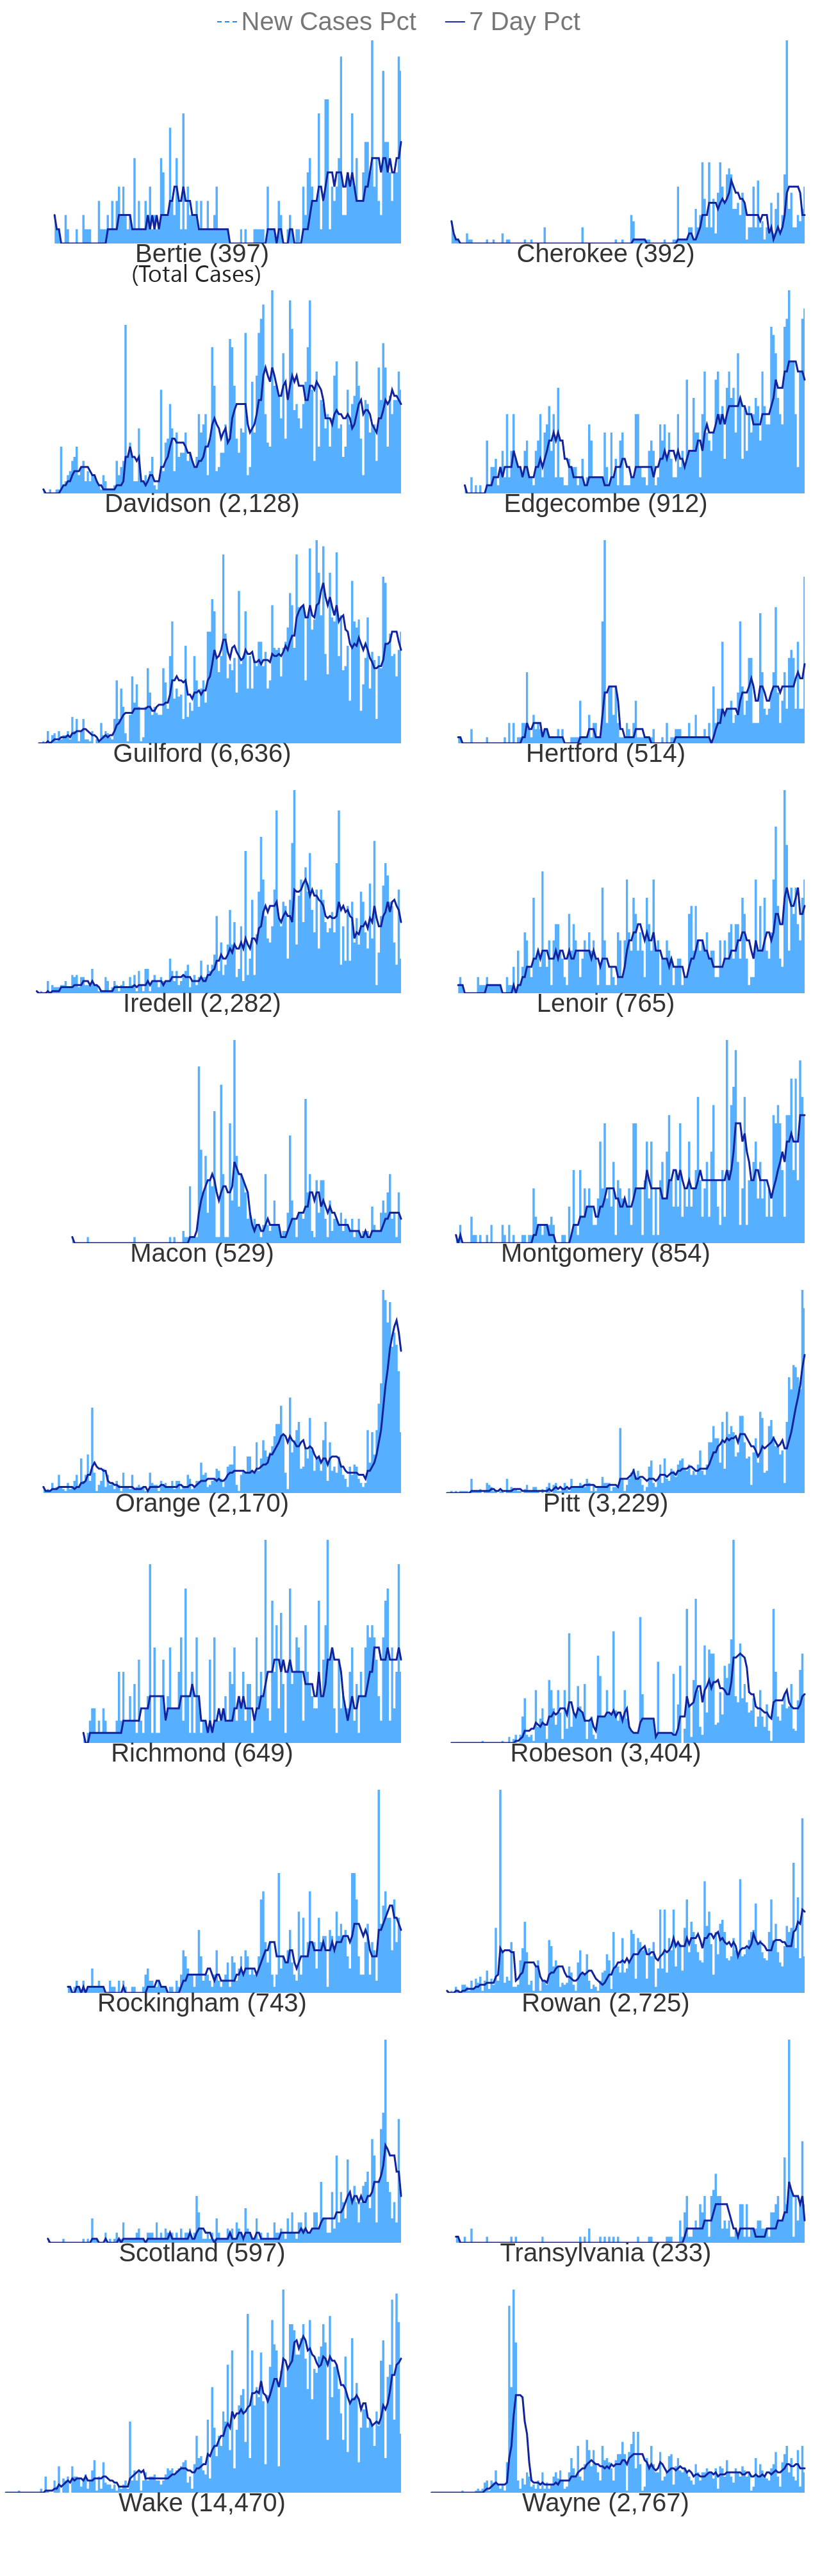 New Cases Pct 7 Day Pct
Bertie (397) Cherokee (392)
(Total Cases)
Davidson (2,128) Edgecombe (912)
Guilford (6,636) Hertford (514)
Iredell (2,282) Lenoir (765)
Macon (529) Montgomery (854)
Orange (2,170) Pitt (3,229)
Richmond (649) Robeson (3,404)
Rockingham (743) Rowan (2,725)
Scotland (597) Transylvania (233)
Wake (14,470) Wayne (2,767)